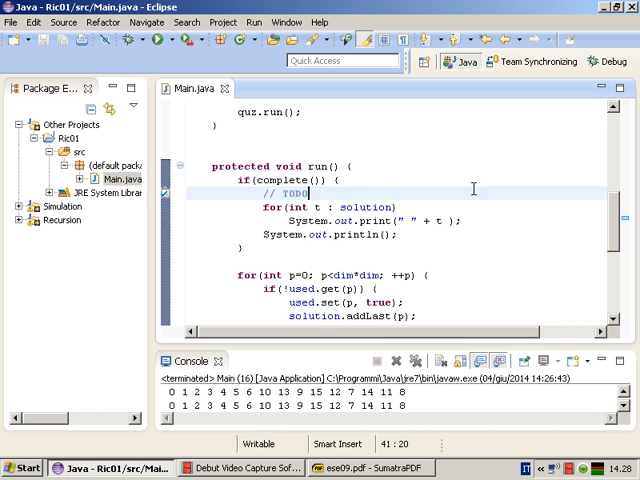 Java - Ric01/src/Main.java - Eclipse
File Edit Source Refactor Navigate Search Project Run Window Help
Quick Access
Java Team Synchronizing Debug
Package E...
Main.java
Other Projects
Ric01
src
(default packa
Main.java
JRE System Librar
Simulation
Recursion
quz.run();
}
protected void run() {
if(complete()) {
// TODO
for(int t : solution)
System.out.print(" " + t );
System.out.println();
}
for(int p=0; p<dim*dim; ++p) {
if(!used.get(p)) {
used.set(p, true);
solution.addLast(p);
Console
<terminated> Main (16) [Java Application] C:\Programmi\Java\jre7\bin\javaw.exe (04/giu/2014 14:26:43)
0 1 2 3 4 5 6 10 13 9 15 12 7 14 11 8
0 1 2 3 4 5 6 10 13 9 15 12 7 14 11 8
Writable Smart Insert 41 : 20
Start Java - Ric01/src/Mai... Debut Video Capture Sof... ese09.pdf - SumatraPDF IT 14.28